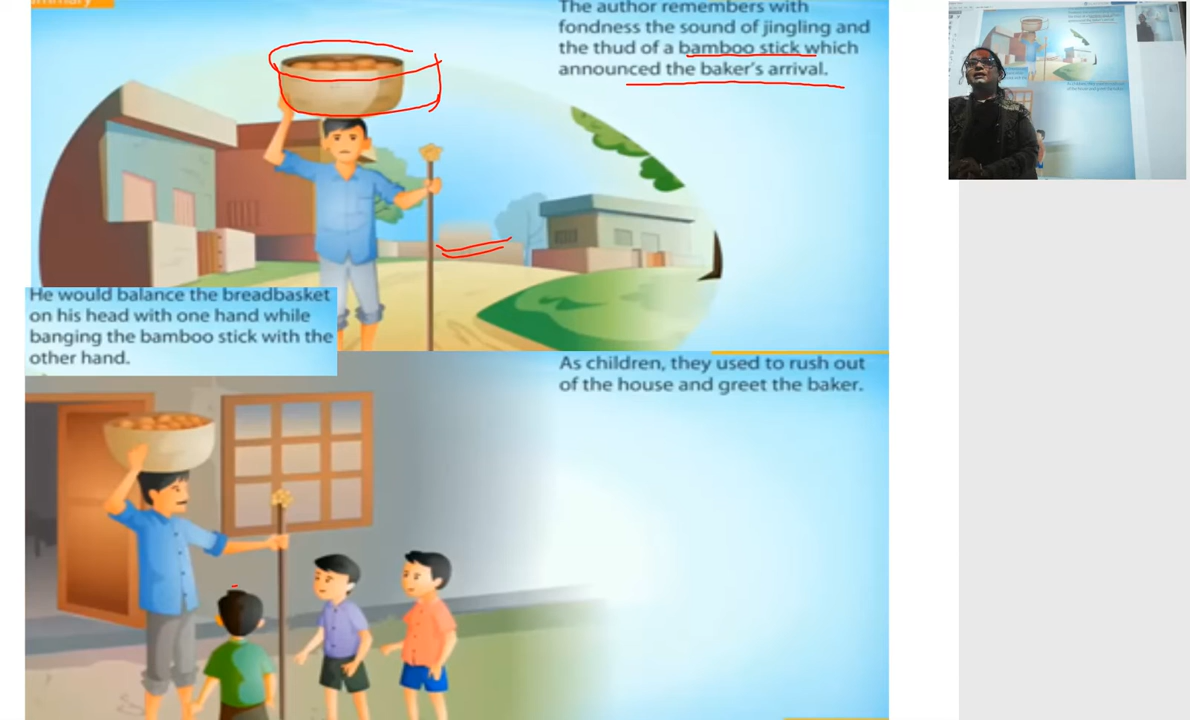 The author remembers with
fondness the sound of jingling and
the thud of a bamboo stick which
announced the baker's arrival.
He would balance the breadbasket
on his head with one hand while
banging the bamboo stick with the
other hand.
As children, they used to rush out
of the house and greet the baker.